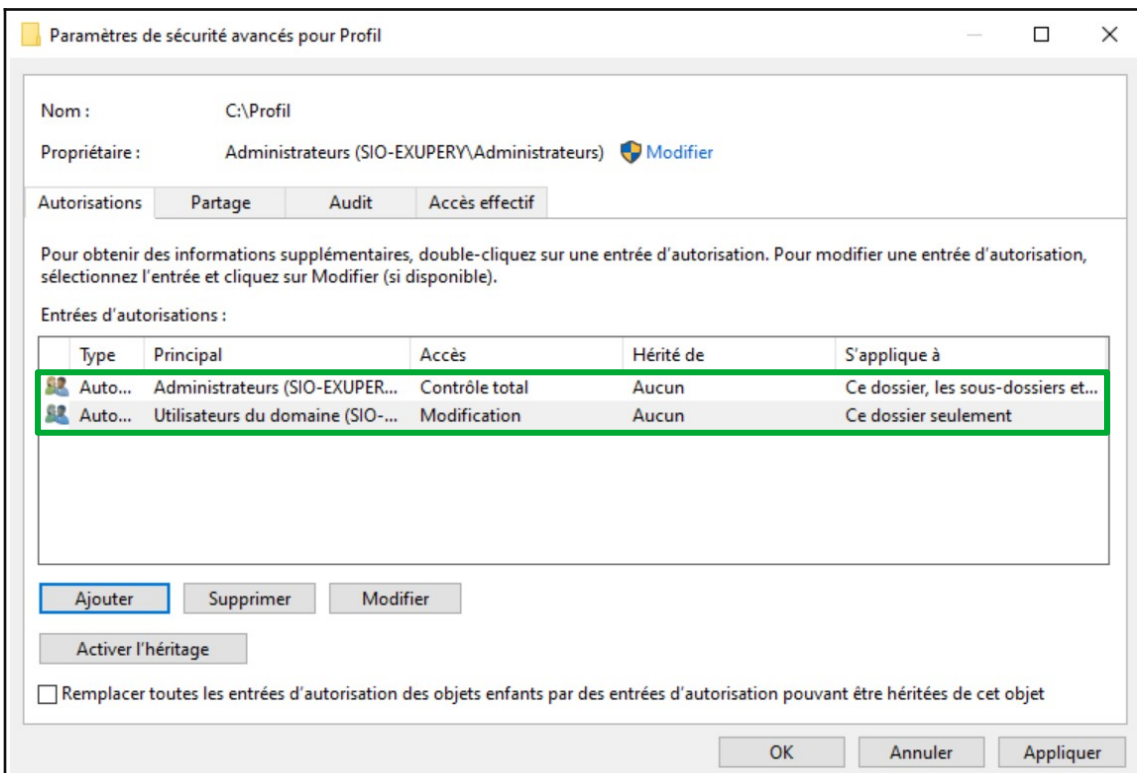 Paramètres de sécurité avancés pour Profil
Nom : C:\Profil
Propriétaire : Administrateurs (SIO-EXUPERY\Administrateurs) Modifier
Autorisations Partage Audit Accès effectif
Pour obtenir des informations supplémentaires, double-cliquez sur une entrée d'autorisation. Pour modifier une entrée d'autorisation,
sélectionnez l'entrée et cliquez sur Modifier (si disponible).
Entrées d'autorisations :
Type Principal Accès Hérité de S'applique à
Auto... Administrateurs (SIO-EXUPER... Contrôle total Aucun Ce dossier, les sous-dossiers et...
Auto... Utilisateurs du domaine (SIO-... Modification Aucun Ce dossier seulement
Ajouter Supprimer Modifier
Activer l'héritage
Remplacer toutes les entrées d'autorisation des objets enfants par des entrées d'autorisation pouvant être héritées de cet objet
OK Annuler Appliquer